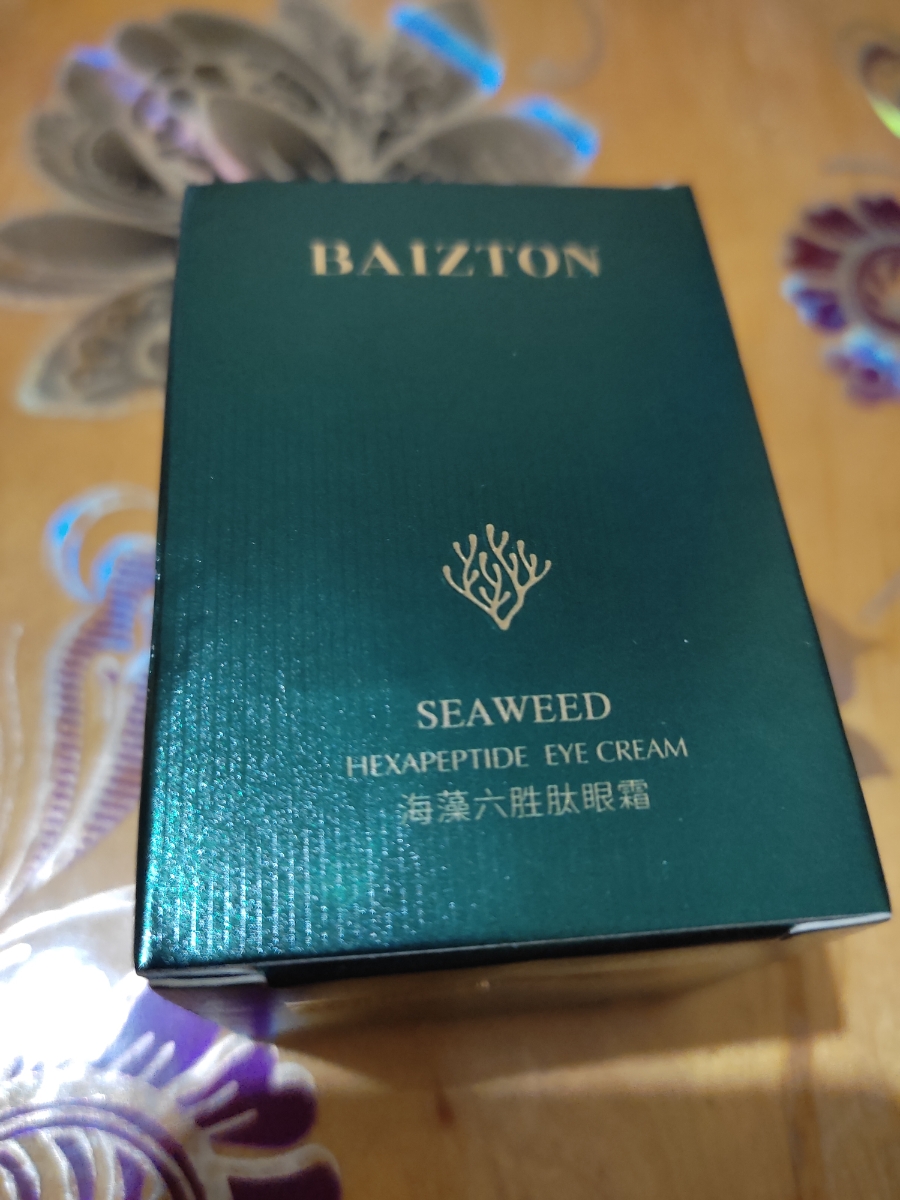 BAIZTON
SEAWEED
HEXAPEPTIDE EYE CREAM
海藻六胜肽眼霜